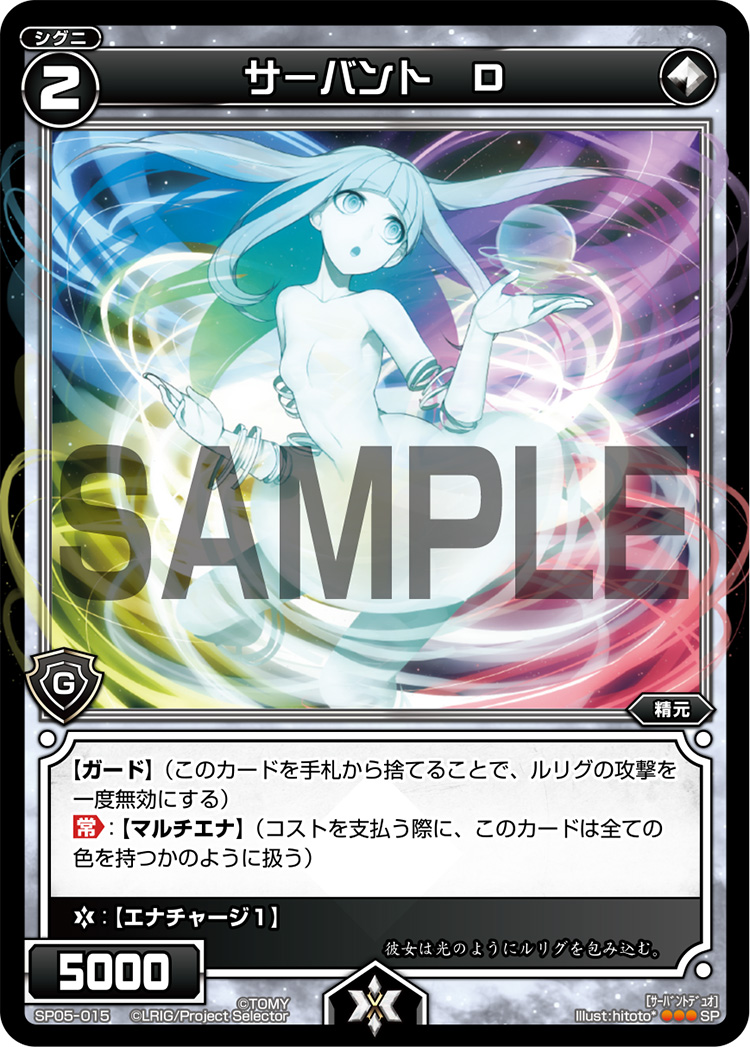 シグニ
2
サーバント D
SAMPLE
G
精元
【ガード】(このカードを手札から捨てることで、ルリグの攻撃を
一度無効にする)
常:【マルチエナ】(コストを支払う際に、このカードは全ての
色を持つかのように扱う)
:【エナチャージ1】
彼女は光のようにルリグを包み込む。
5000
©TOMY
SP05-015 ©LRIG/Project Selector
[サーバントデュオ]
Illust:hitoto* SP